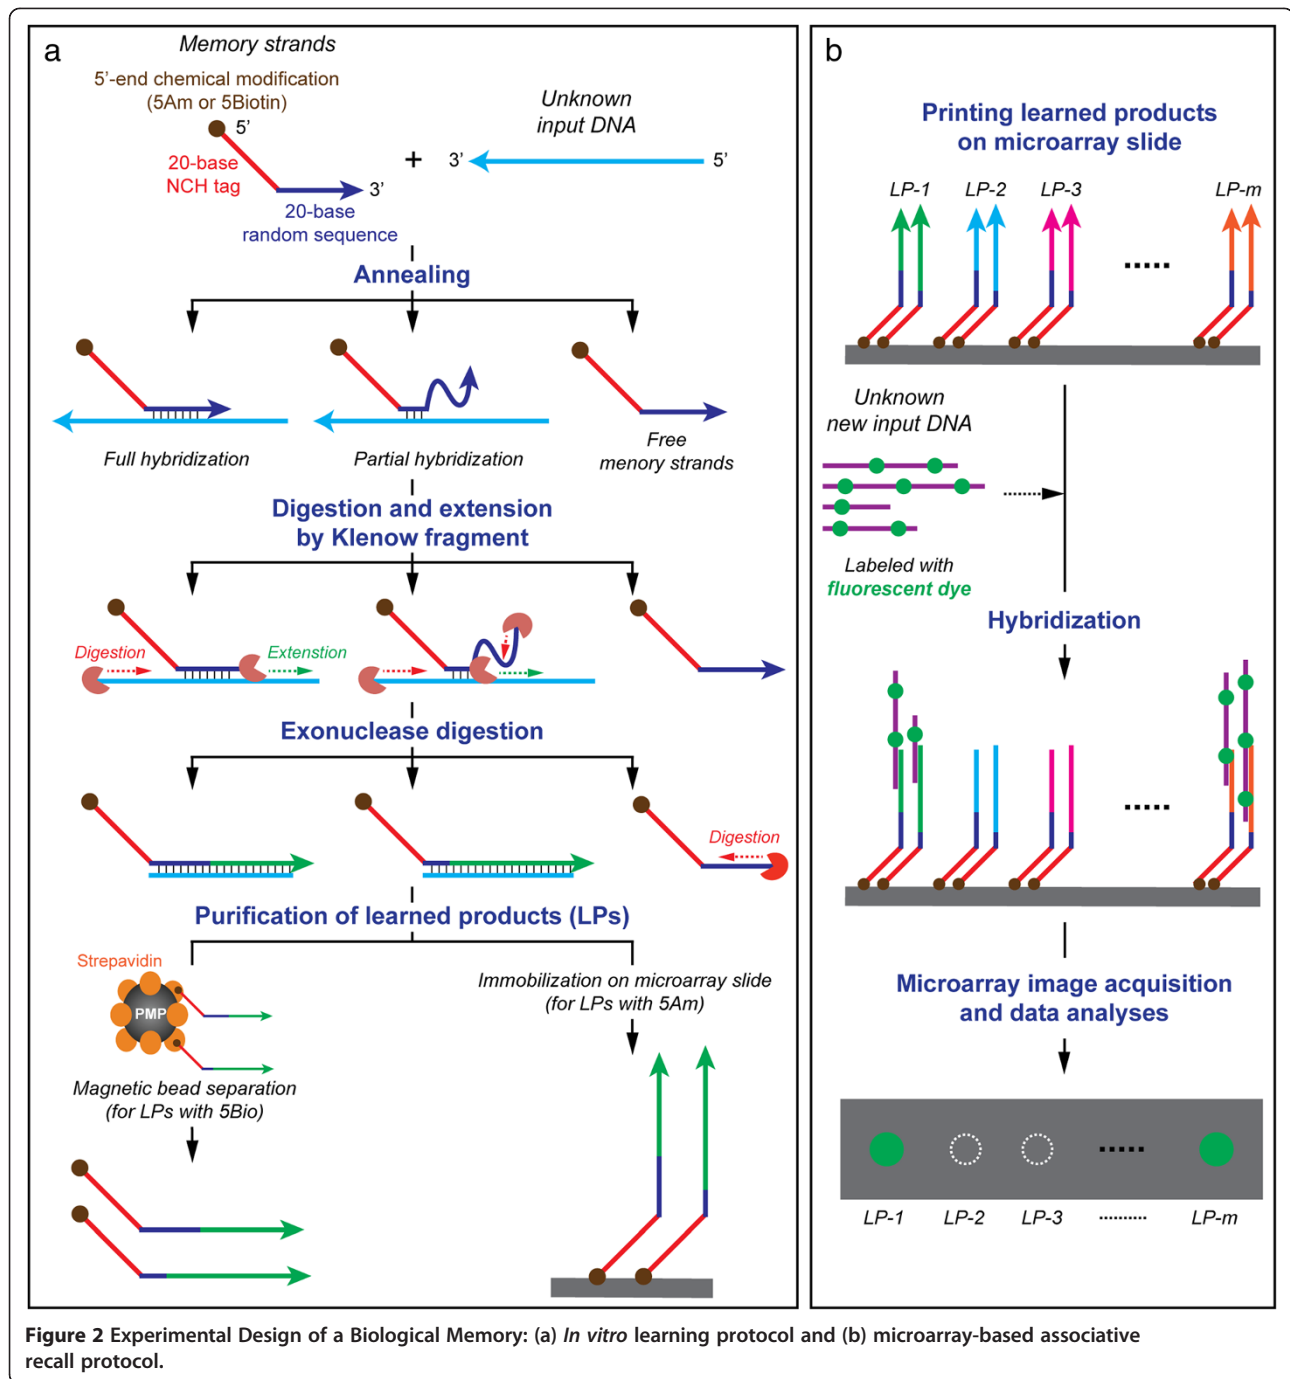 a
Memory strands
5'-end chemical modification
(5Am or 5Biotin)
5'
20-base
NCH tag
3'
20-base
random sequence
+
Unknown
input DNA
3'
5'
Annealing
Full hybridization
Partial hybridization
Free
menory strands
Digestion and extension
by Klenow fragment
Digestion
Extenstion
Exonuclease digestion
Digestion
Purification of learned products (LPs)
Strepavidin
PMP
Magnetic bead separation
(for LPs with 5Bio)
Immobilization on microarray slide
(for LPs with 5Am)
b
Printing learned products
on microarray slide
LP-1 LP-2 LP-3 LP-m
Unknown
new input DNA
Labeled with
fluorescent dye
Hybridization
Microarray image acquisition
and data analyses
LP-1 LP-2 LP-3 ......... LP-m
Figure 2 Experimental Design of a Biological Memory: (a) In vitro learning protocol and (b) microarray-based associative
recall protocol.